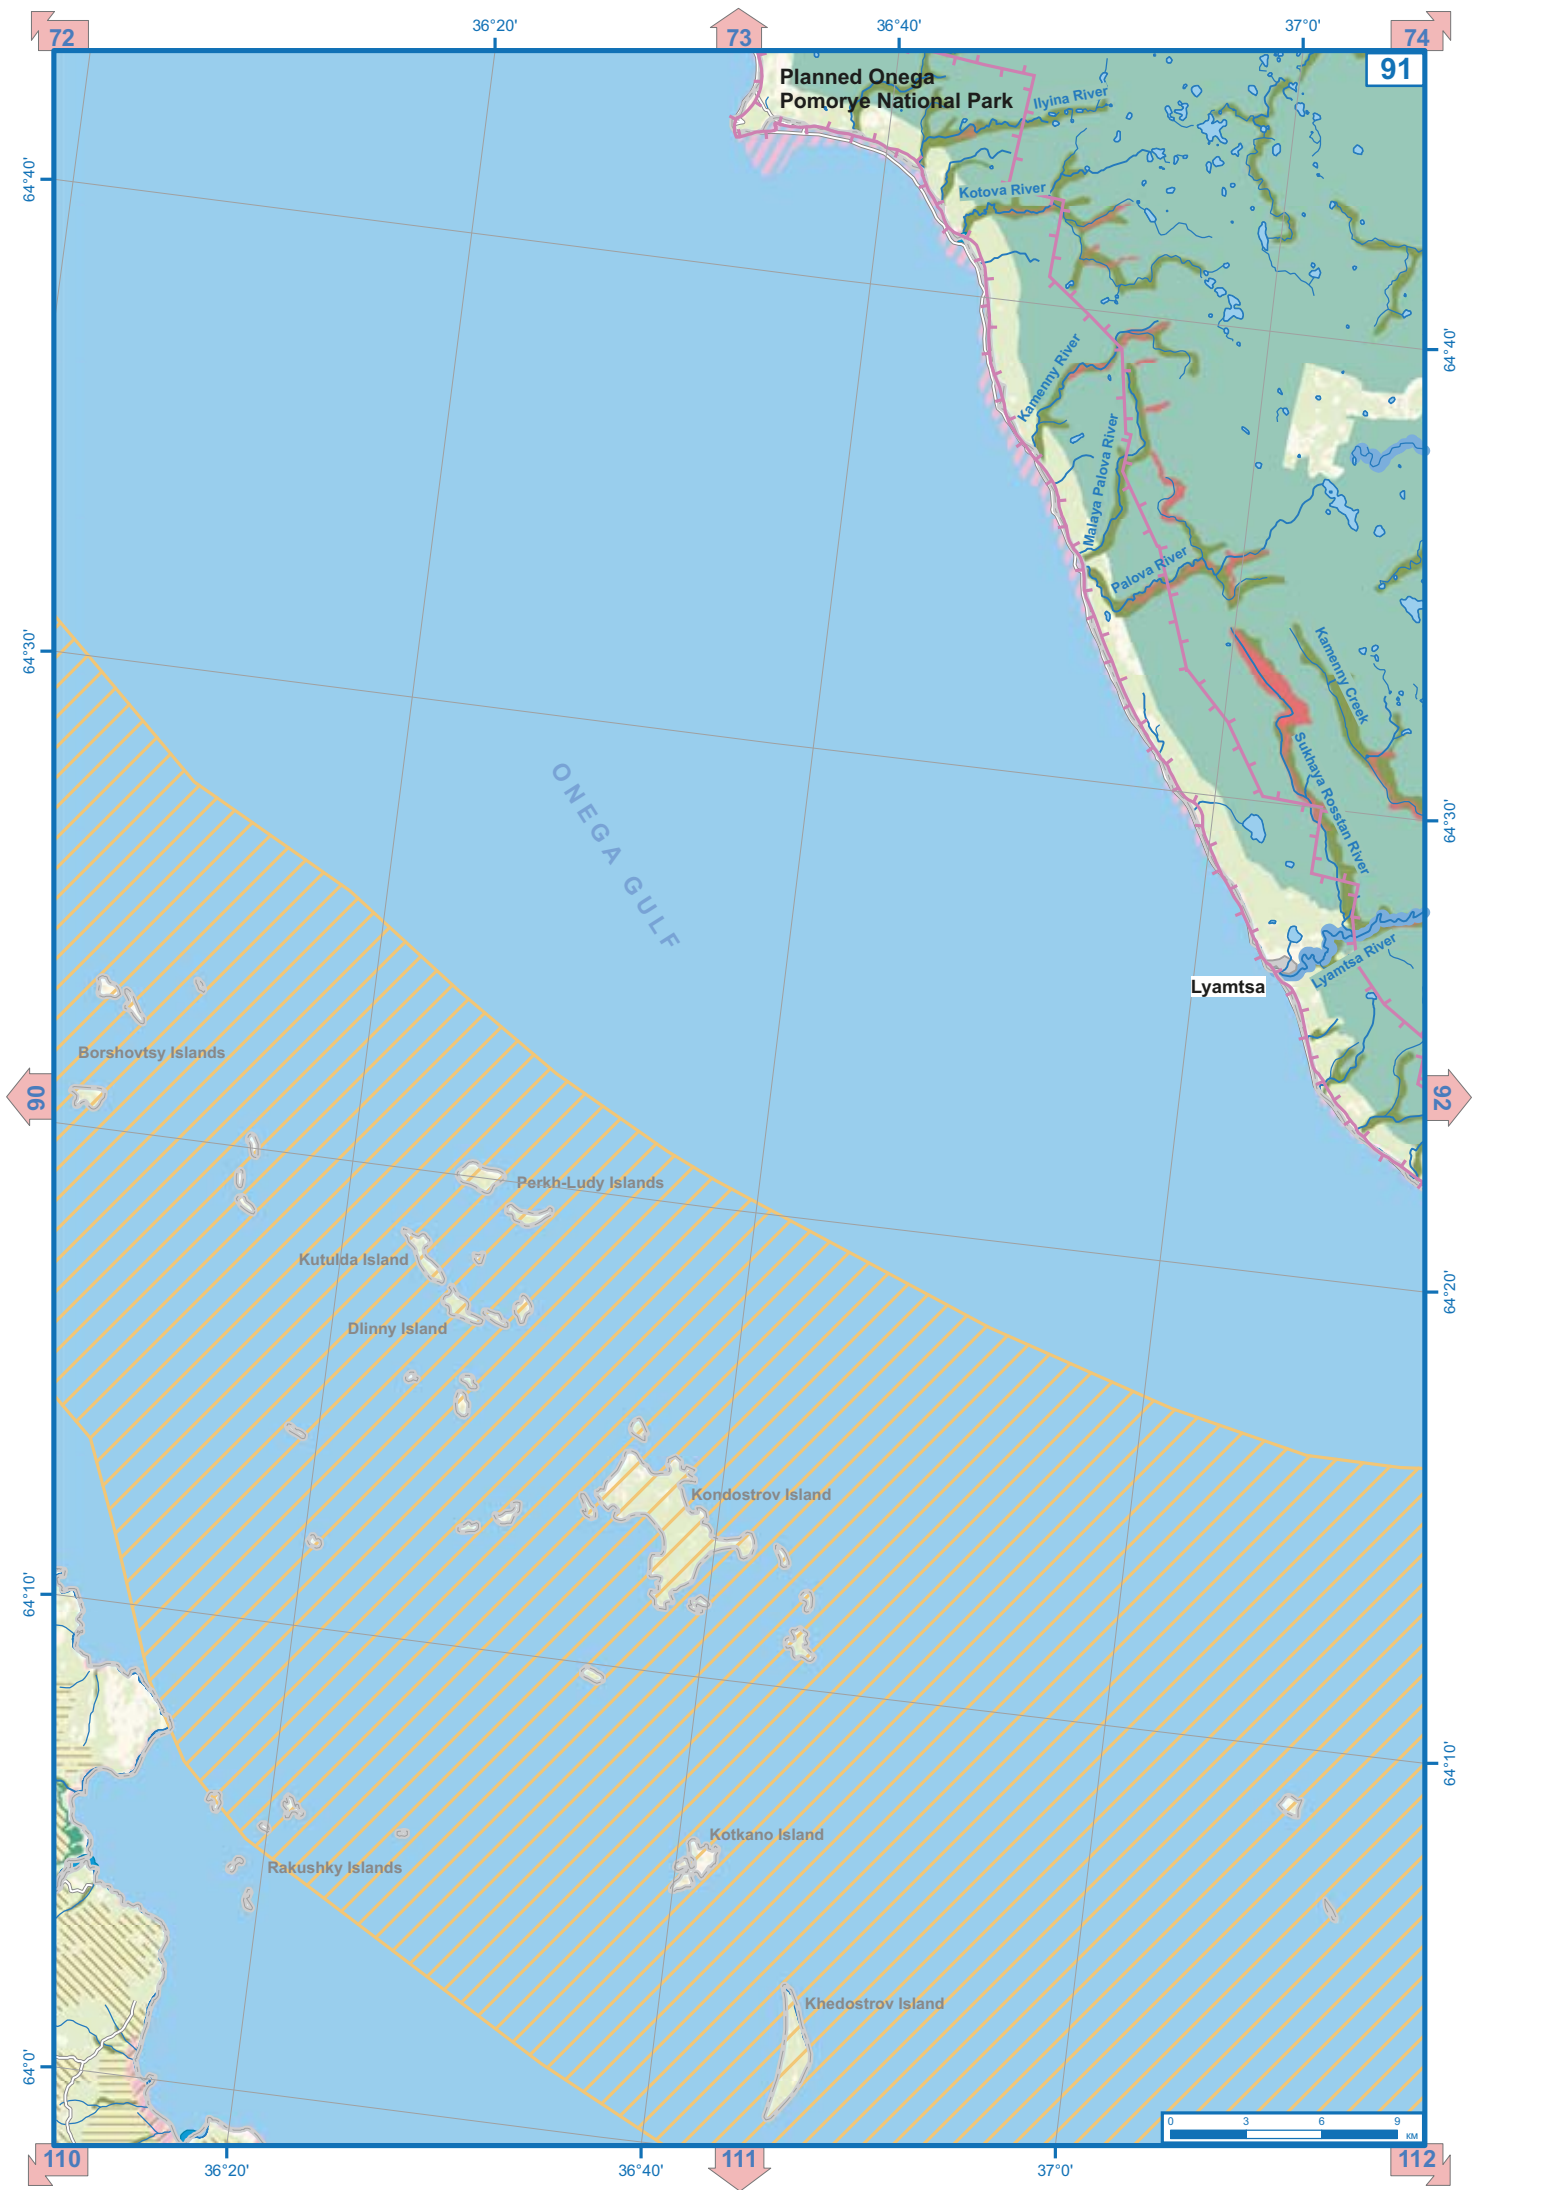 72
36°20'
73
36°40'
37°0'
74
91
Planned Onega
Pomorye National Park
Ilyina River
64°40'
Kotova River
64°40'
Kamenny River
Malaya Palova River
Palova River
64°30'
Kamenny Creek
Sukhaya Rosstan River
64°30'
ONEGA GULF
Lyamtsa River
Lyamtsa
Borshovtsy Islands
90
92
Perkh-Ludy Islands
Kutulda Island
64°20'
Dlinny Island
Kondostrov Island
64°10'
64°10'
Kotkano Island
Rakushky Islands
Khedostrov Island
64°0'
0 3 6 9
км
110
36°20'
36°40'
111
37°0'
112